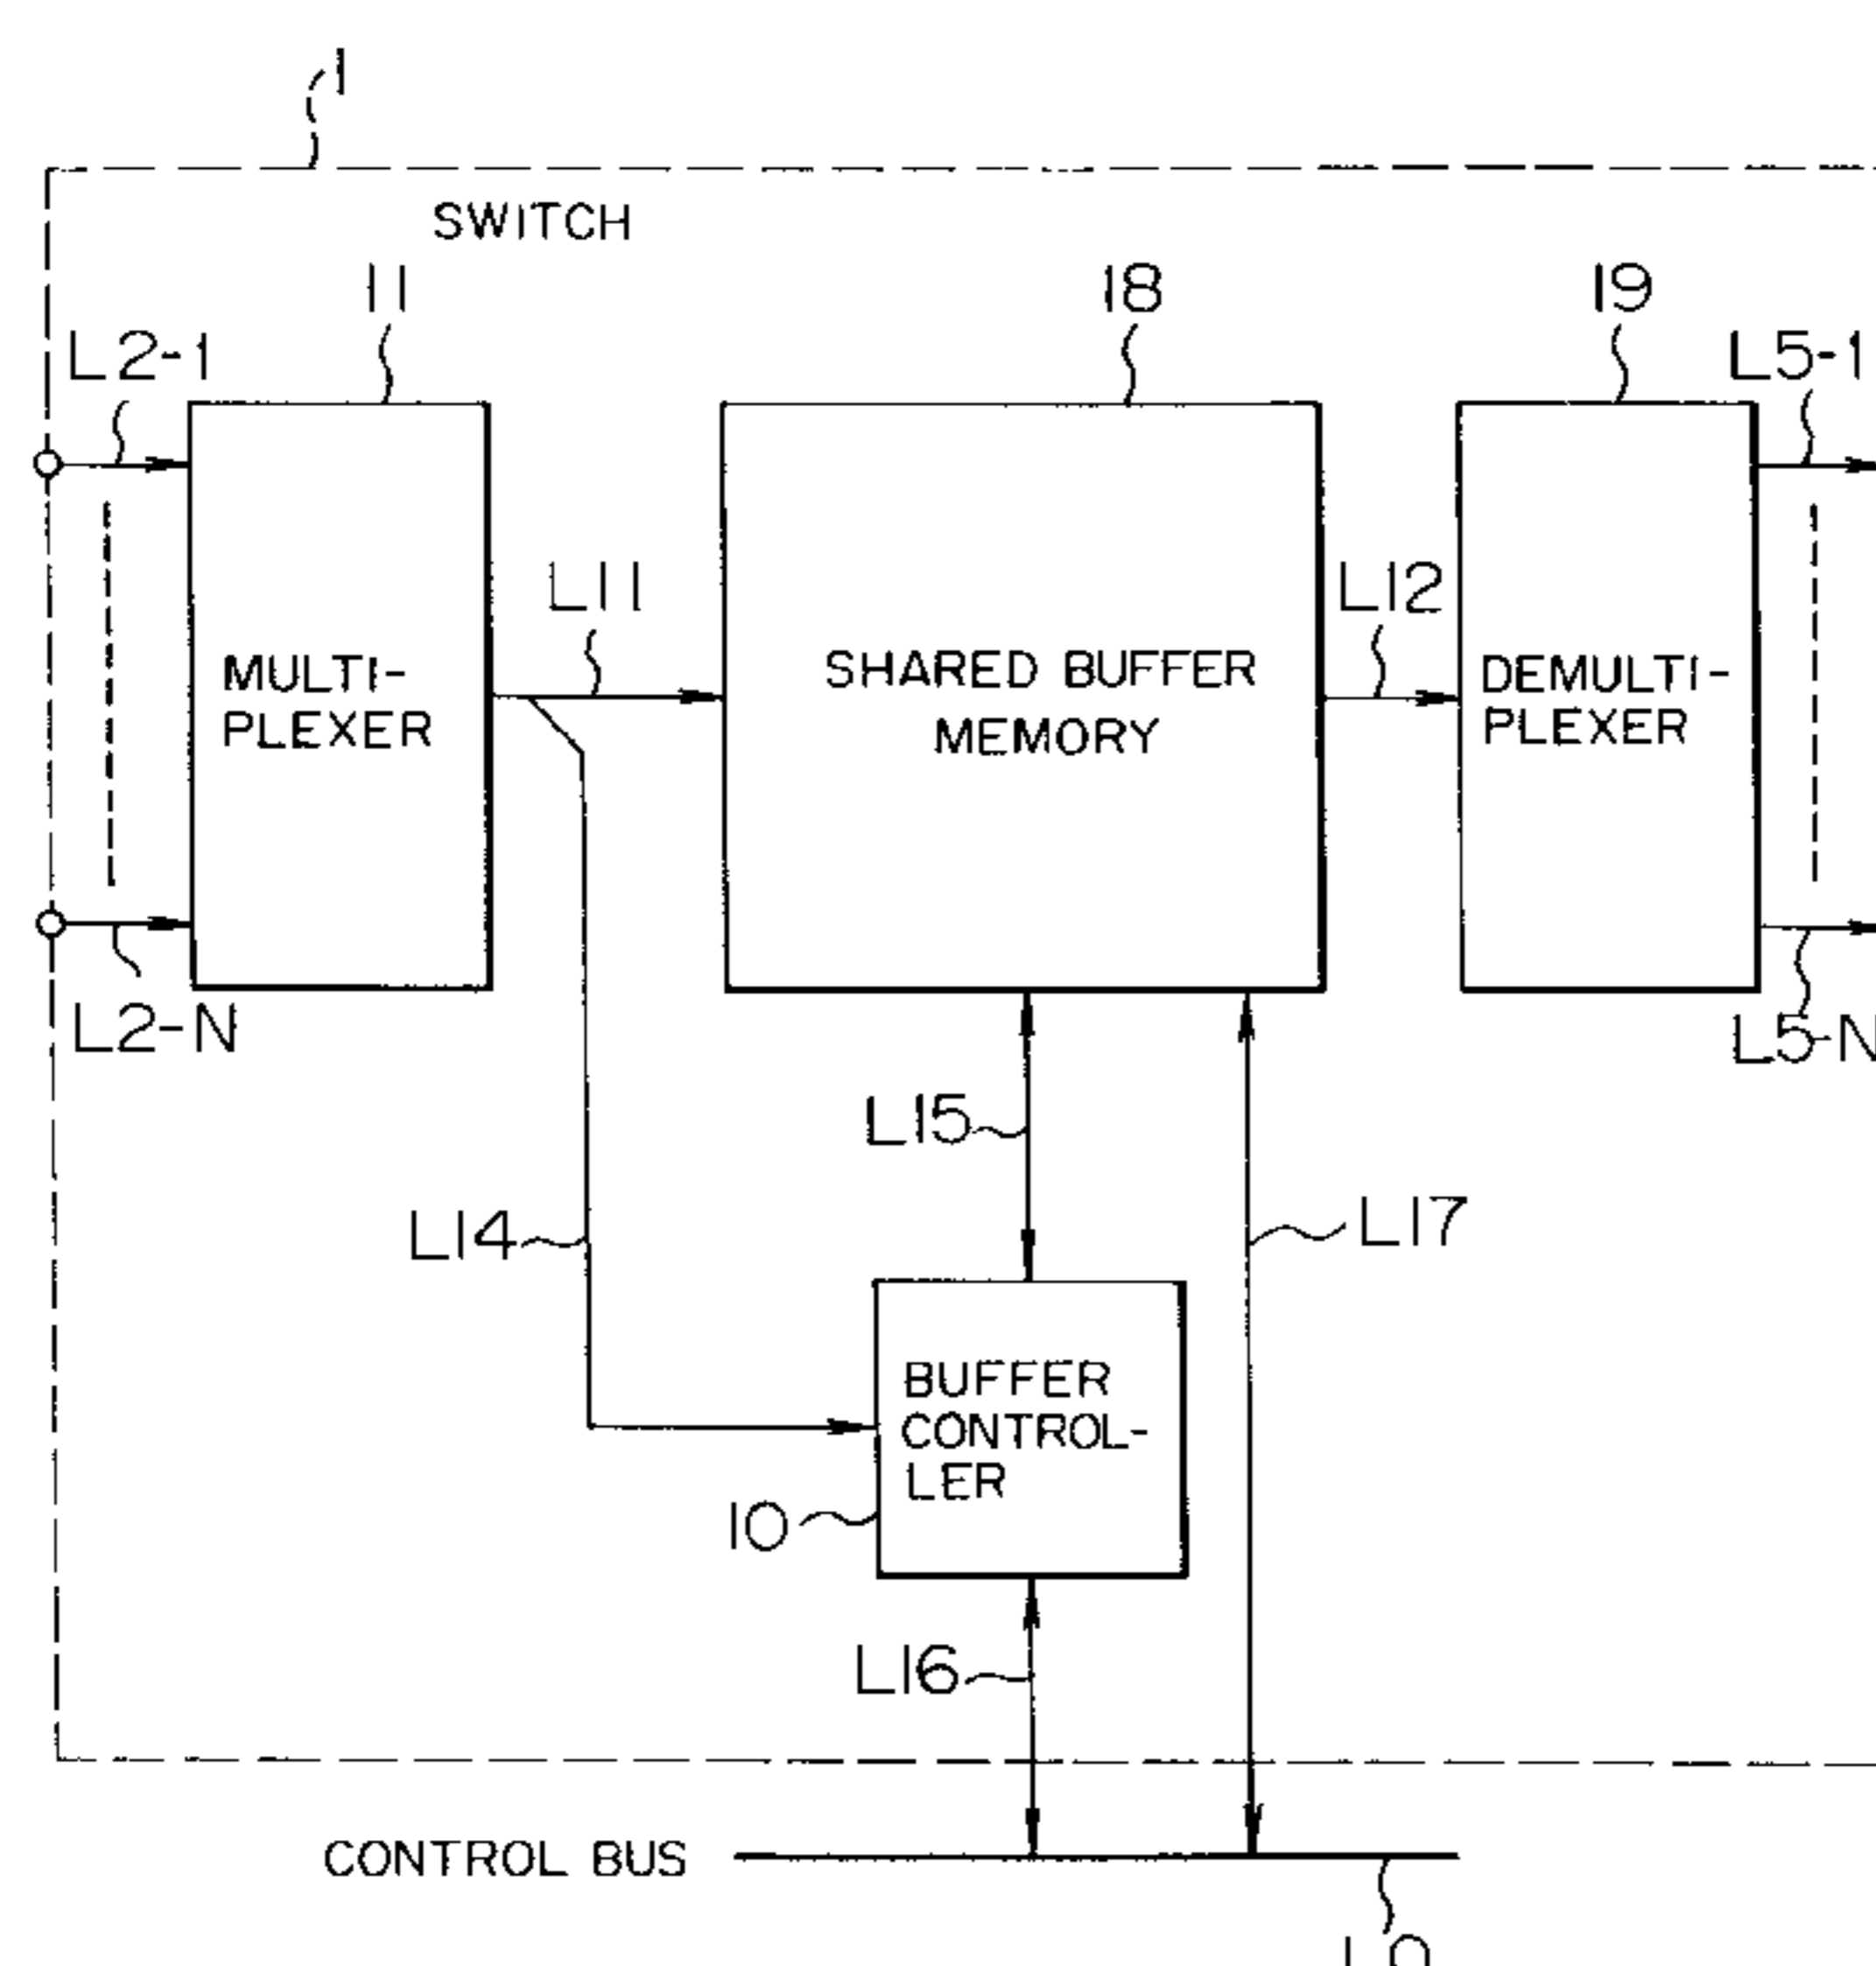 1
SWITCH
11
18
19
L2-1
L5-1
L11
L12
MULTI-
PLEXER
SHARED BUFFER
MEMORY
DEMULTI-
PLEXER
L2-N
L5-N
L15
L14
L17
BUFFER
CONTROL-
LER
10
L16
CONTROL BUS